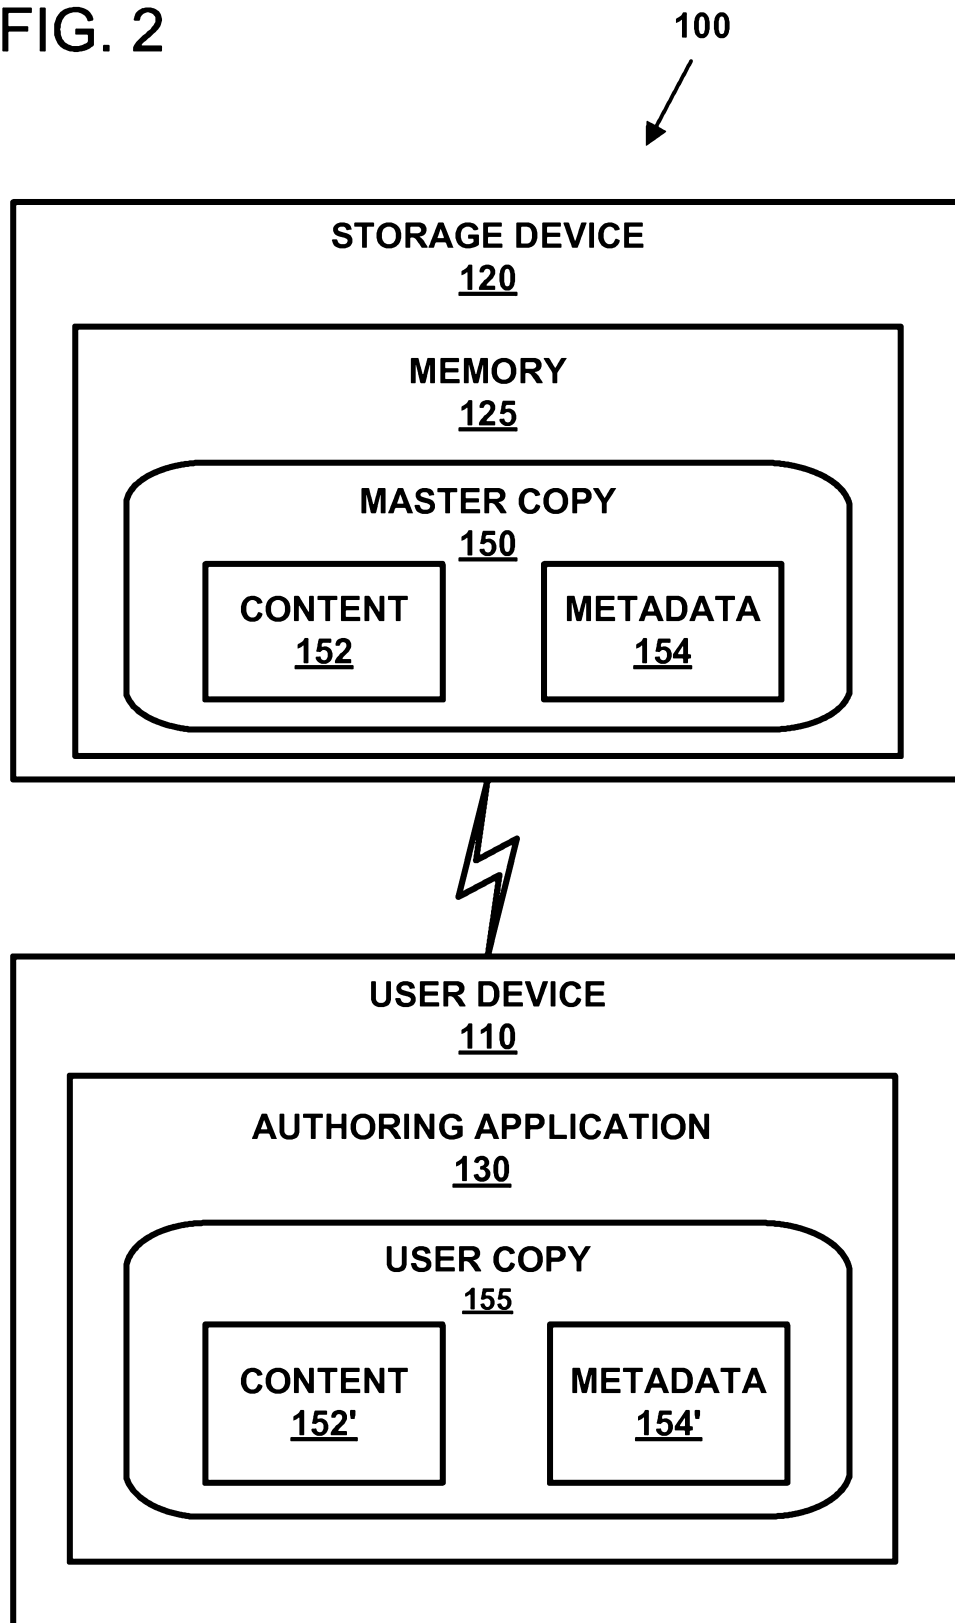 FIG. 2
100
STORAGE DEVICE
120
MEMORY
125
MASTER COPY
150
CONTENT
152
METADATA
154
USER DEVICE
110
AUTHORING APPLICATION
130
USER COPY
155
CONTENT
152'
METADATA
154'